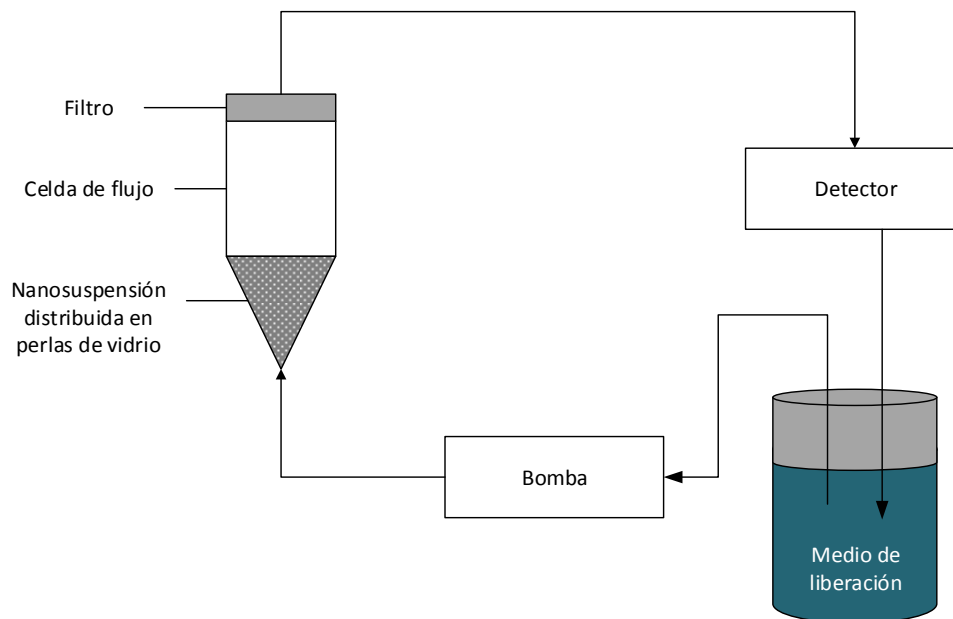 Filtro
Celda de flujo
Nanosuspensión
distribuida en
perlas de vidrio
Detector
Bomba
Medio de
liberación